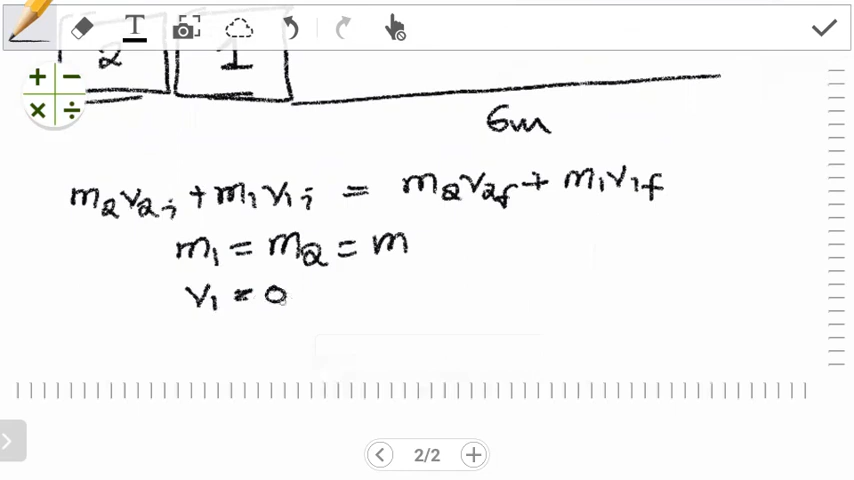 T
2 1
6m
m₂v₂ᵢ + m₁v₁ᵢ = m₂v₂f + m₁v₁f
m₁ = m₂ = m
v₁ = 0
2/2